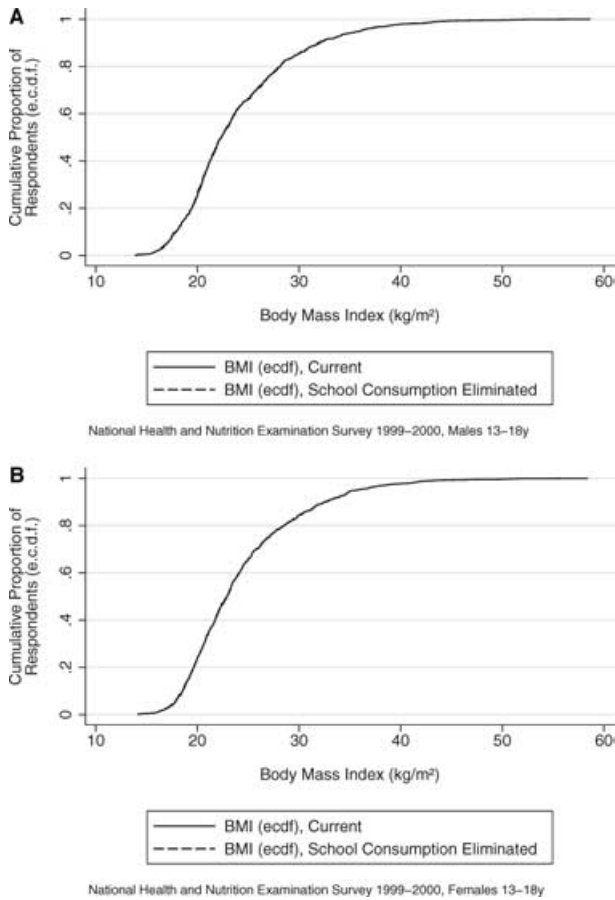 A
Cumulative Proportion of
Respondents (e.c.d.f.)
1
.8
.6
.4
.2
0
10 20 30 40 50 60
Body Mass Index (kg/m²)
BMI (ecdf), Current
BMI (ecdf), School Consumption Eliminated
National Health and Nutrition Examination Survey 1999–2000, Males 13–18y
B
Cumulative Proportion of
Respondents (e.c.d.f.)
1
.8
.6
.4
.2
0
10 20 30 40 50 60
Body Mass Index (kg/m²)
BMI (ecdf), Current
BMI (ecdf), School Consumption Eliminated
National Health and Nutrition Examination Survey 1999–2000, Females 13–18y